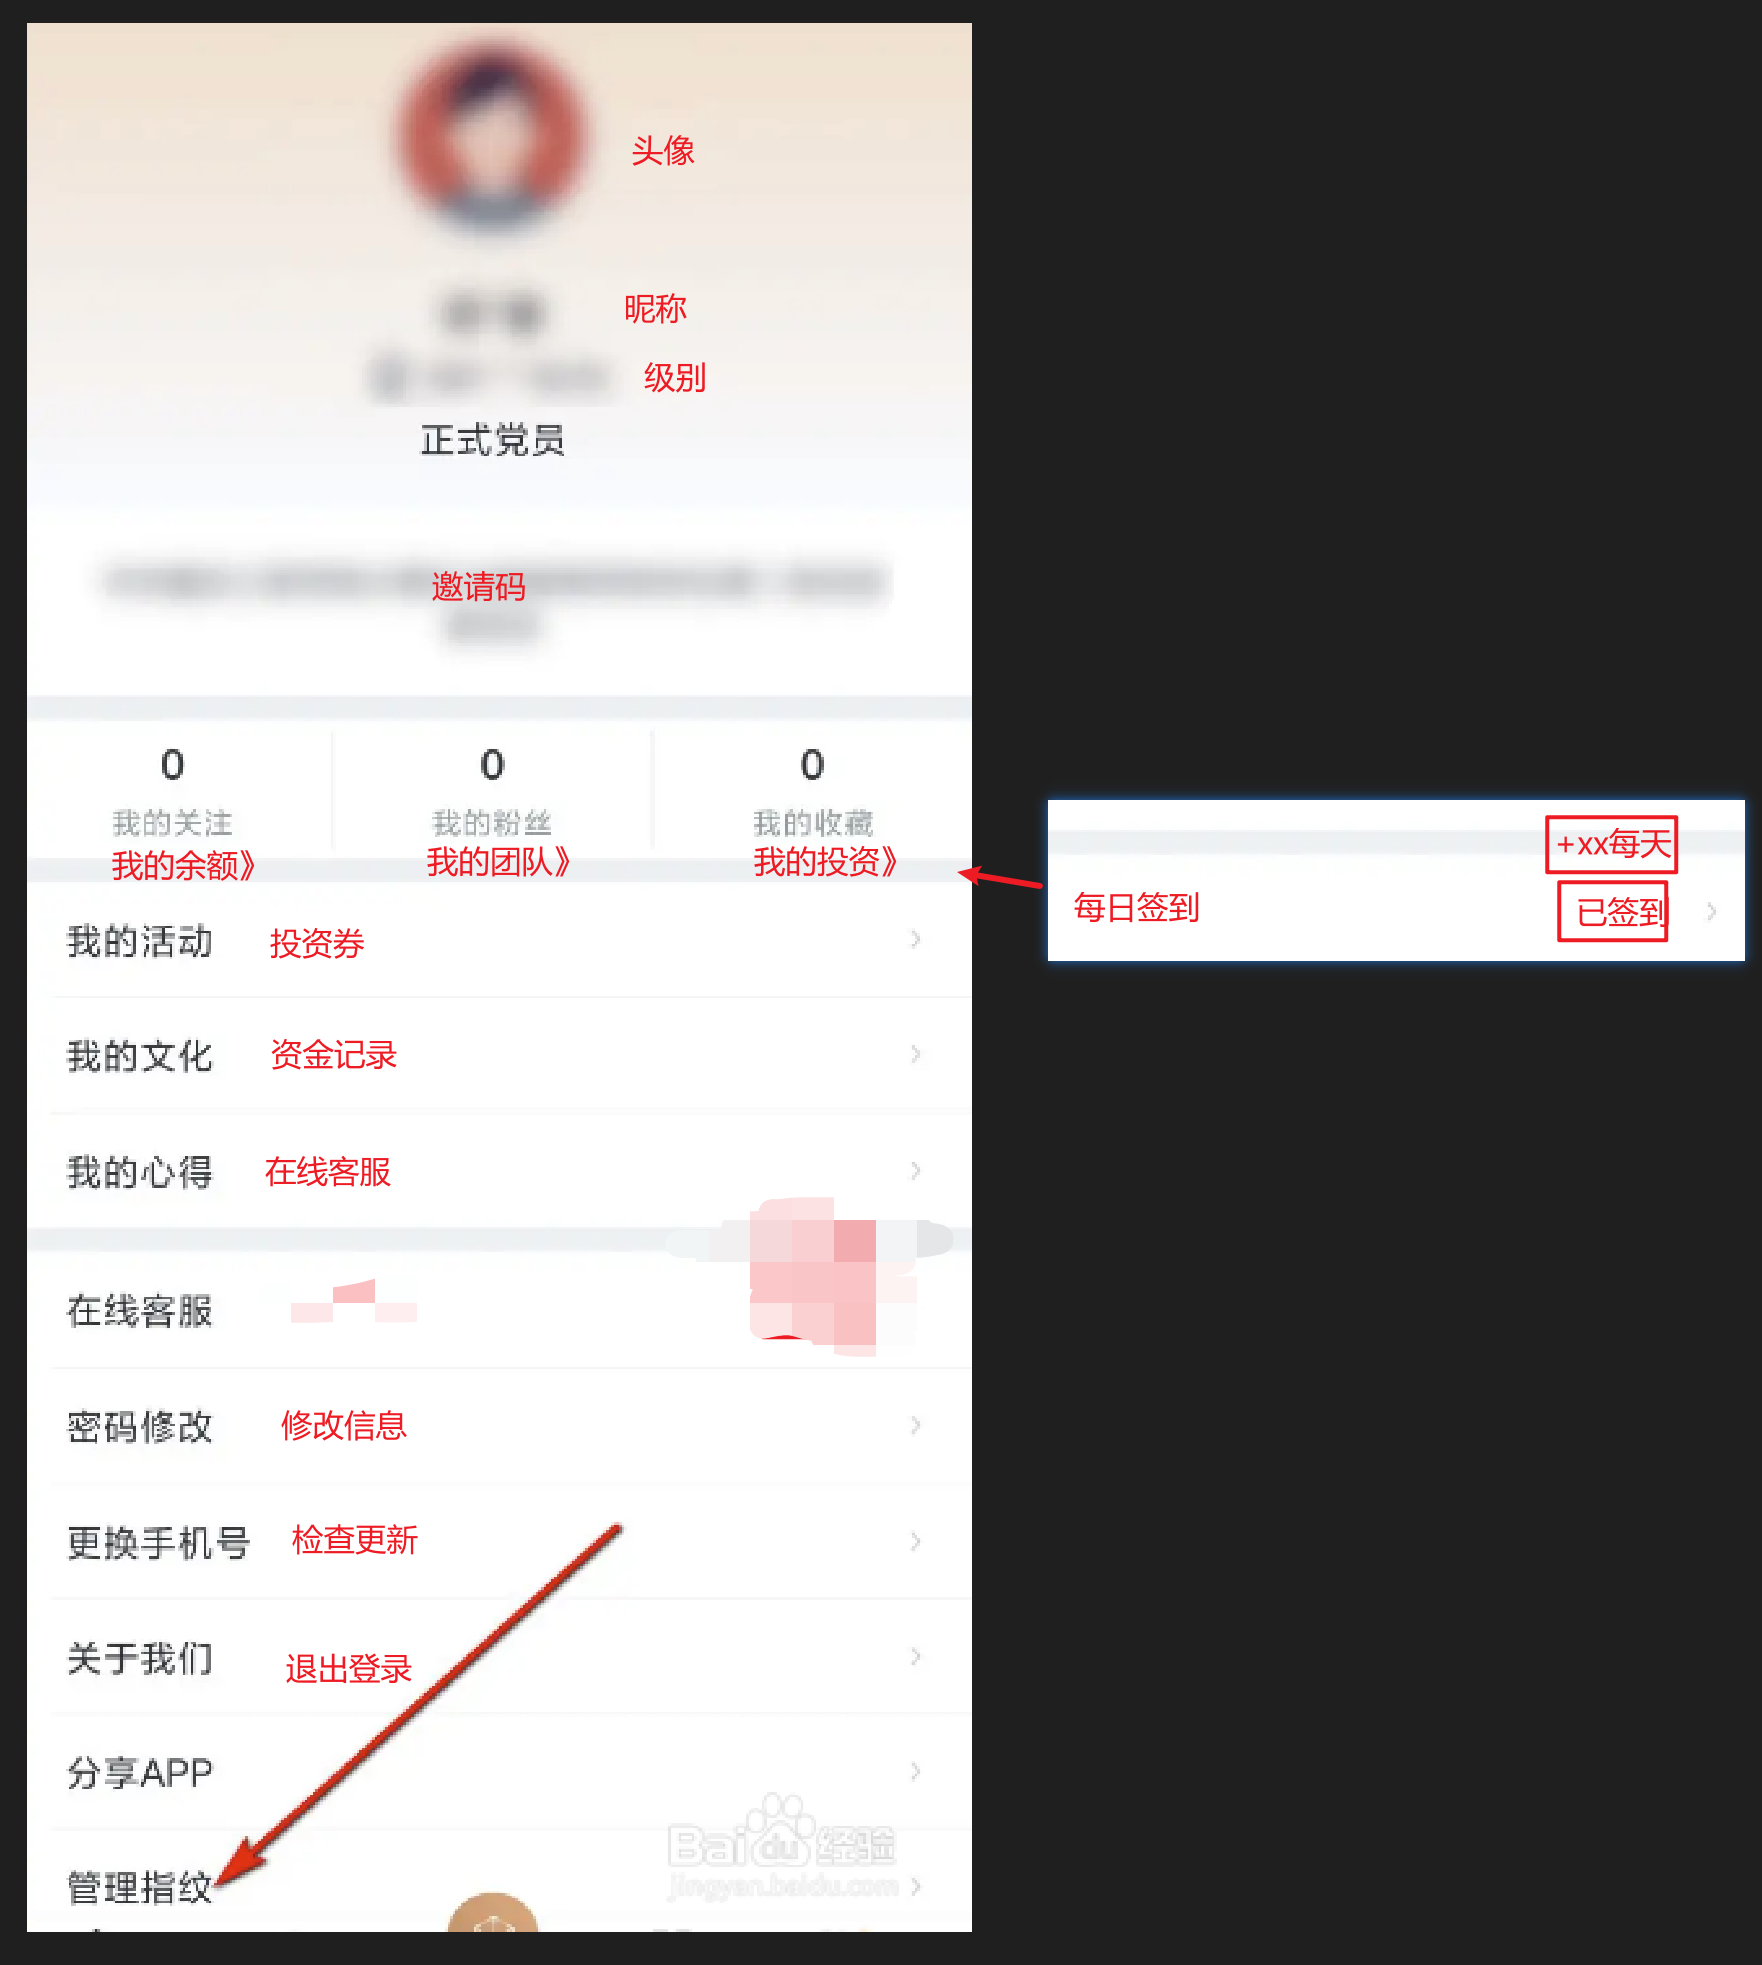 头像
昵称
级别
正式党员
邀请码
0
0
0
我的关注
我的粉丝
我的收藏
我的余额》
我的团队》
我的投资》
+xx每天
每日签到
已签到
我的活动
投资券
我的文化
资金记录
我的心得
在线客服
在线客服
密码修改
修改信息
更换手机号
检查更新
关于我们
退出登录
分享APP
管理指纹
Baidu经验
jingyan.baidu.com